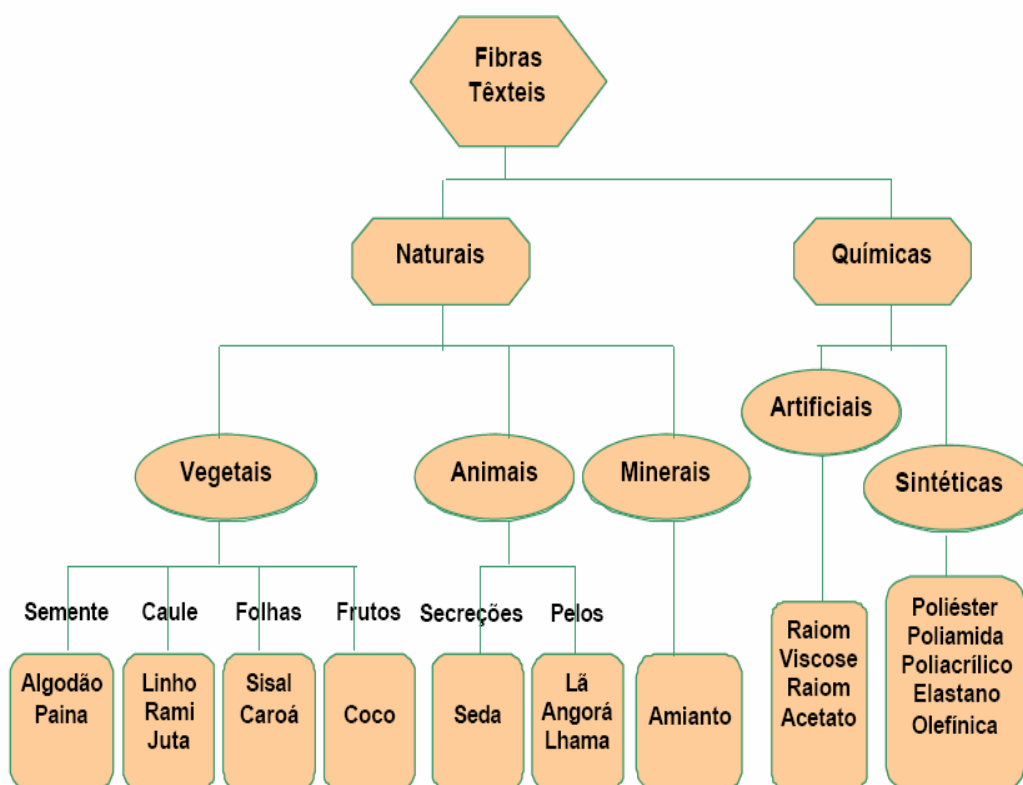 Fibras
Têxteis
Naturais
Químicas
Artificiais
Vegetais
Animais
Minerais
Sintéticas
Semente
Caule
Folhas
Frutos
Secreções
Pelos
Algodão
Paina
Linho
Rami
Juta
Sisal
Caroá
Coco
Seda
Lã
Angorá
Lhama
Amianto
Raiom
Viscose
Raiom
Acetato
Poliéster
Poliamida
Poliacrílico
Elastano
Olefínica